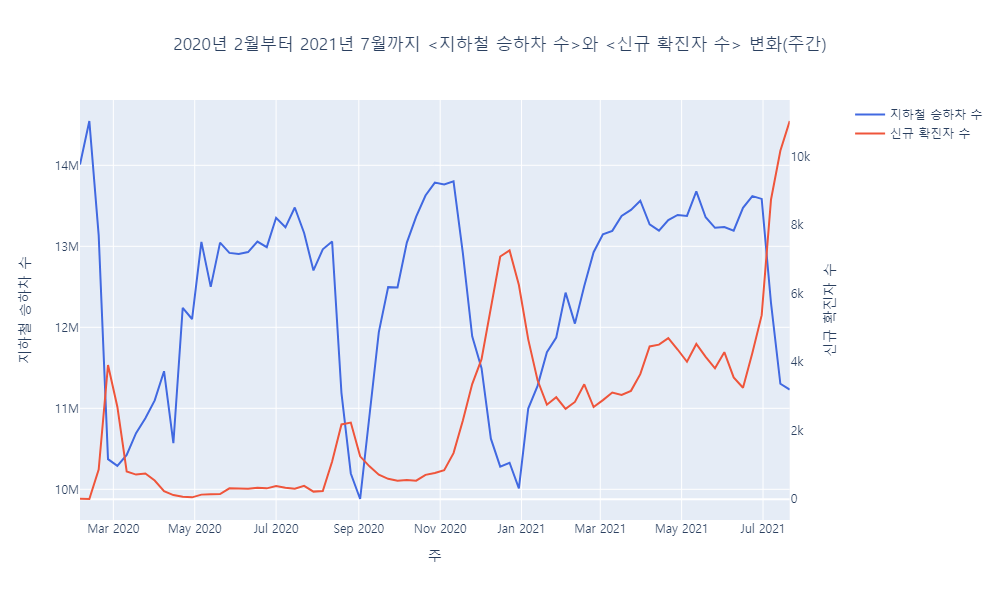 2020년 2월부터 2021년 7월까지 <지하철 승하차 수>와 <신규 확진자 수> 변화(주간)
지하철 승하차 수
신규 확진자 수
14M
13M
12M
11M
10M
지하철 승하차 수
10k
8k
6k
4k
2k
0
신규 확진자 수
Mar 2020
May 2020
Jul 2020
Sep 2020
Nov 2020
Jan 2021
Mar 2021
May 2021
Jul 2021
주